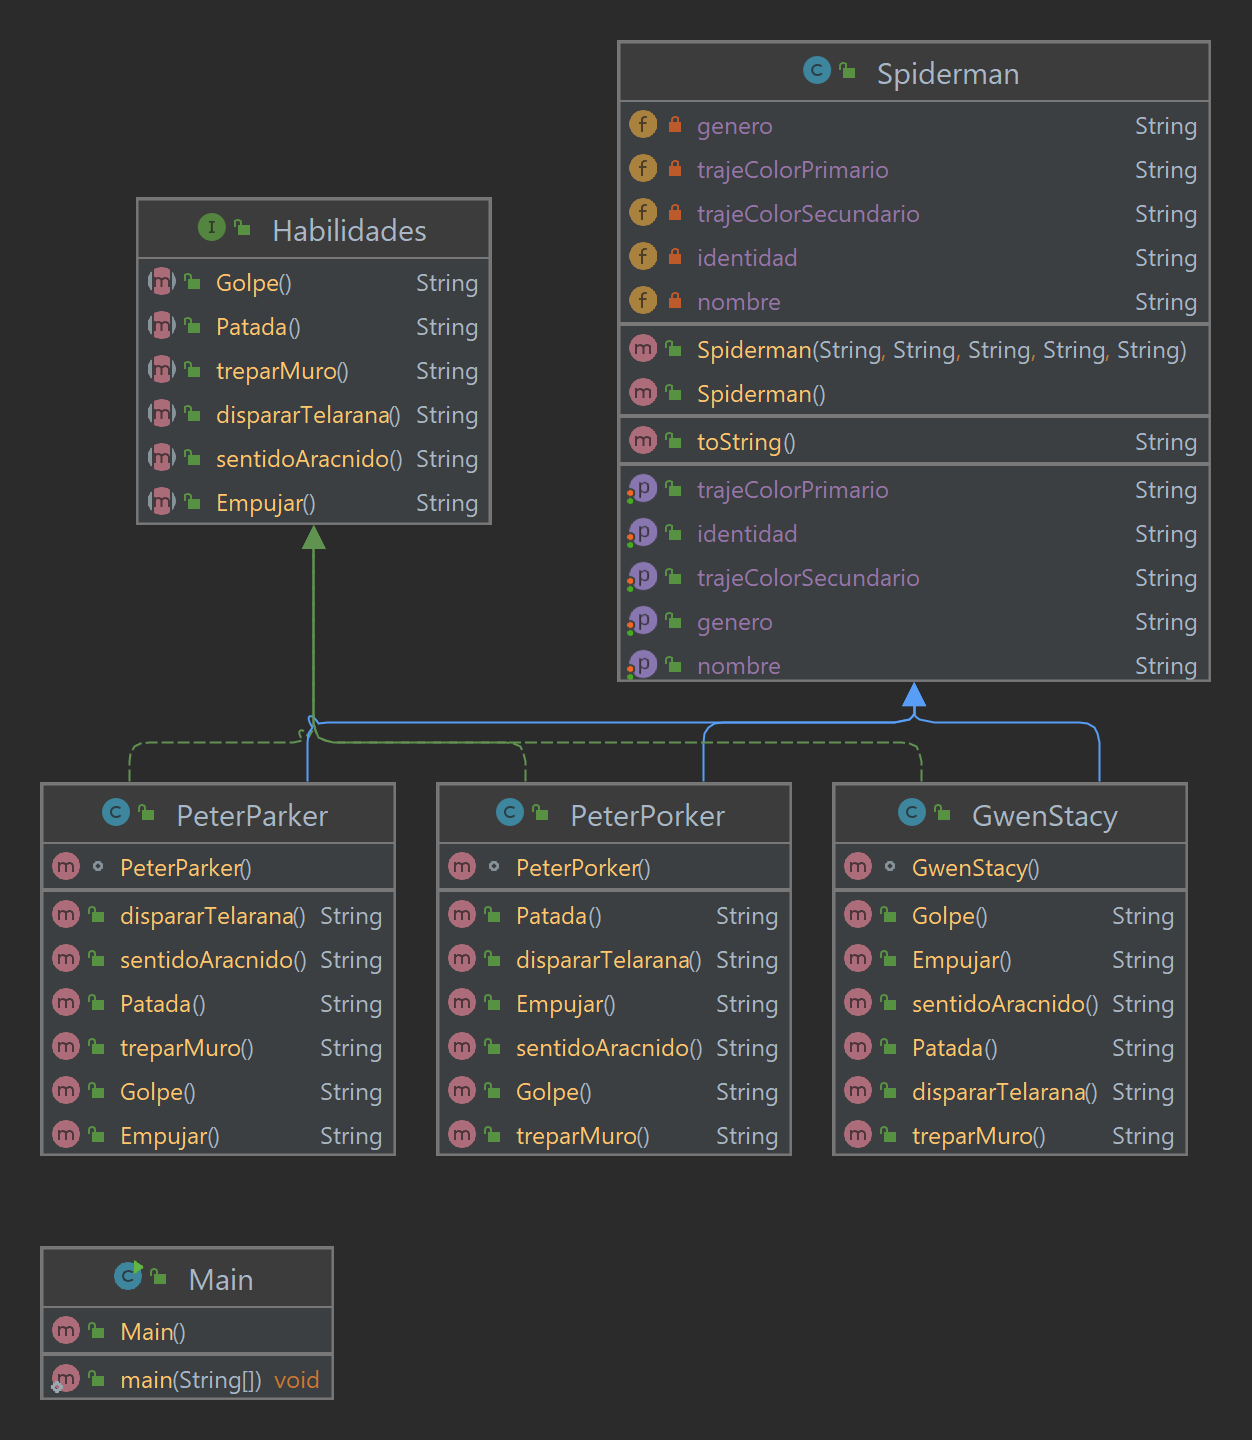 Spiderman
genero String
trajeColorPrimario String
trajeColorSecundario String
identidad String
nombre String
Spiderman(String, String, String, String, String)
Spiderman()
toString() String
trajeColorPrimario String
identidad String
trajeColorSecundario String
genero String
nombre String
Habilidades
Golpe() String
Patada() String
treparMuro() String
dispararTelarana() String
sentidoAracnido() String
Empujar() String
PeterParker
PeterParker()
dispararTelarana() String
sentidoAracnido() String
Patada() String
treparMuro() String
Golpe() String
Empujar() String
PeterPorker
PeterPorker()
Patada() String
dispararTelarana() String
Empujar() String
sentidoAracnido() String
Golpe() String
treparMuro() String
GwenStacy
GwenStacy()
Golpe() String
Empujar() String
sentidoAracnido() String
Patada() String
dispararTelarana() String
treparMuro() String
Main
Main()
main(String[]) void